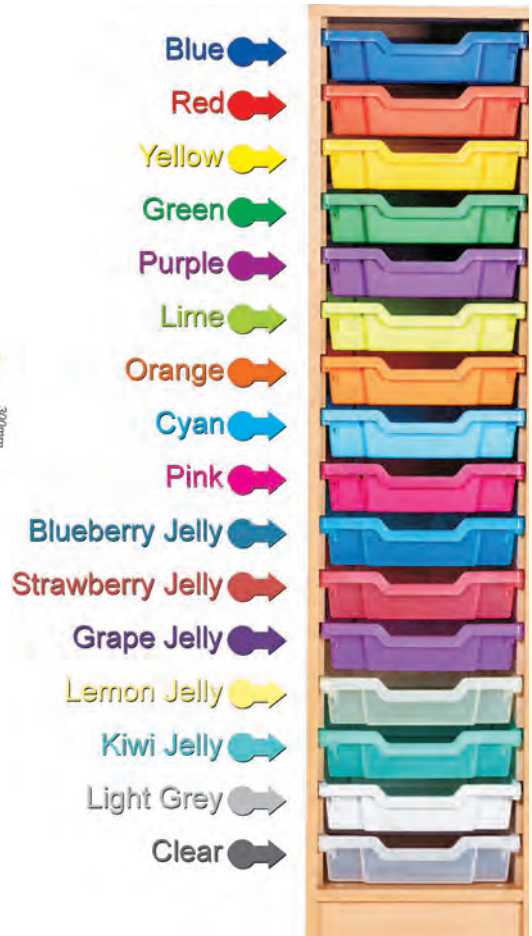 Blue
Red
Yellow
Green
Purple
Lime
Orange
Cyan
Pink
Blueberry Jelly
Strawberry Jelly
Grape Jelly
Lemon Jelly
Kiwi Jelly
Light Grey
Clear
300mm